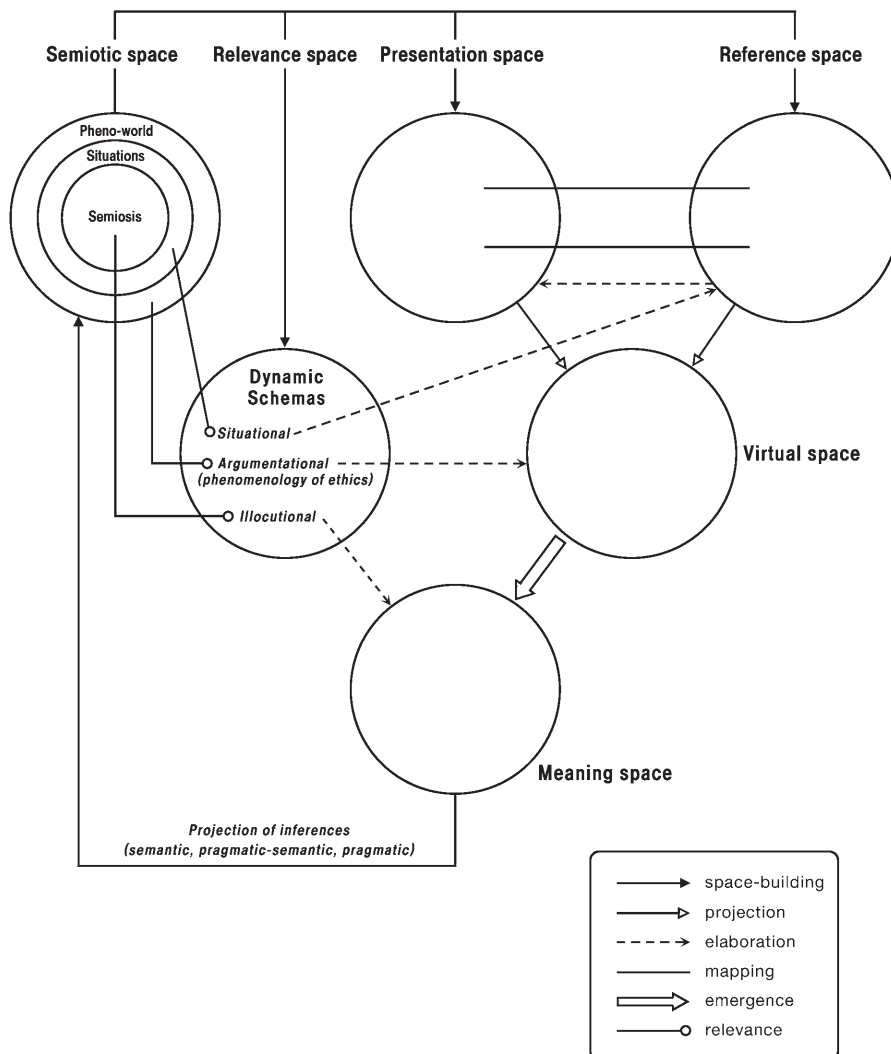 Semiotic space
Relevance space
Presentation space
Reference space
Pheno-world
Situations
Semiosis
Dynamic
Schemas
Situational
Argumentational
(phenomenology of ethics)
Illocutional
Virtual space
Meaning space
Projection of inferences
(semantic, pragmatic-semantic, pragmatic)
space-building
projection
elaboration
mapping
emergence
relevance